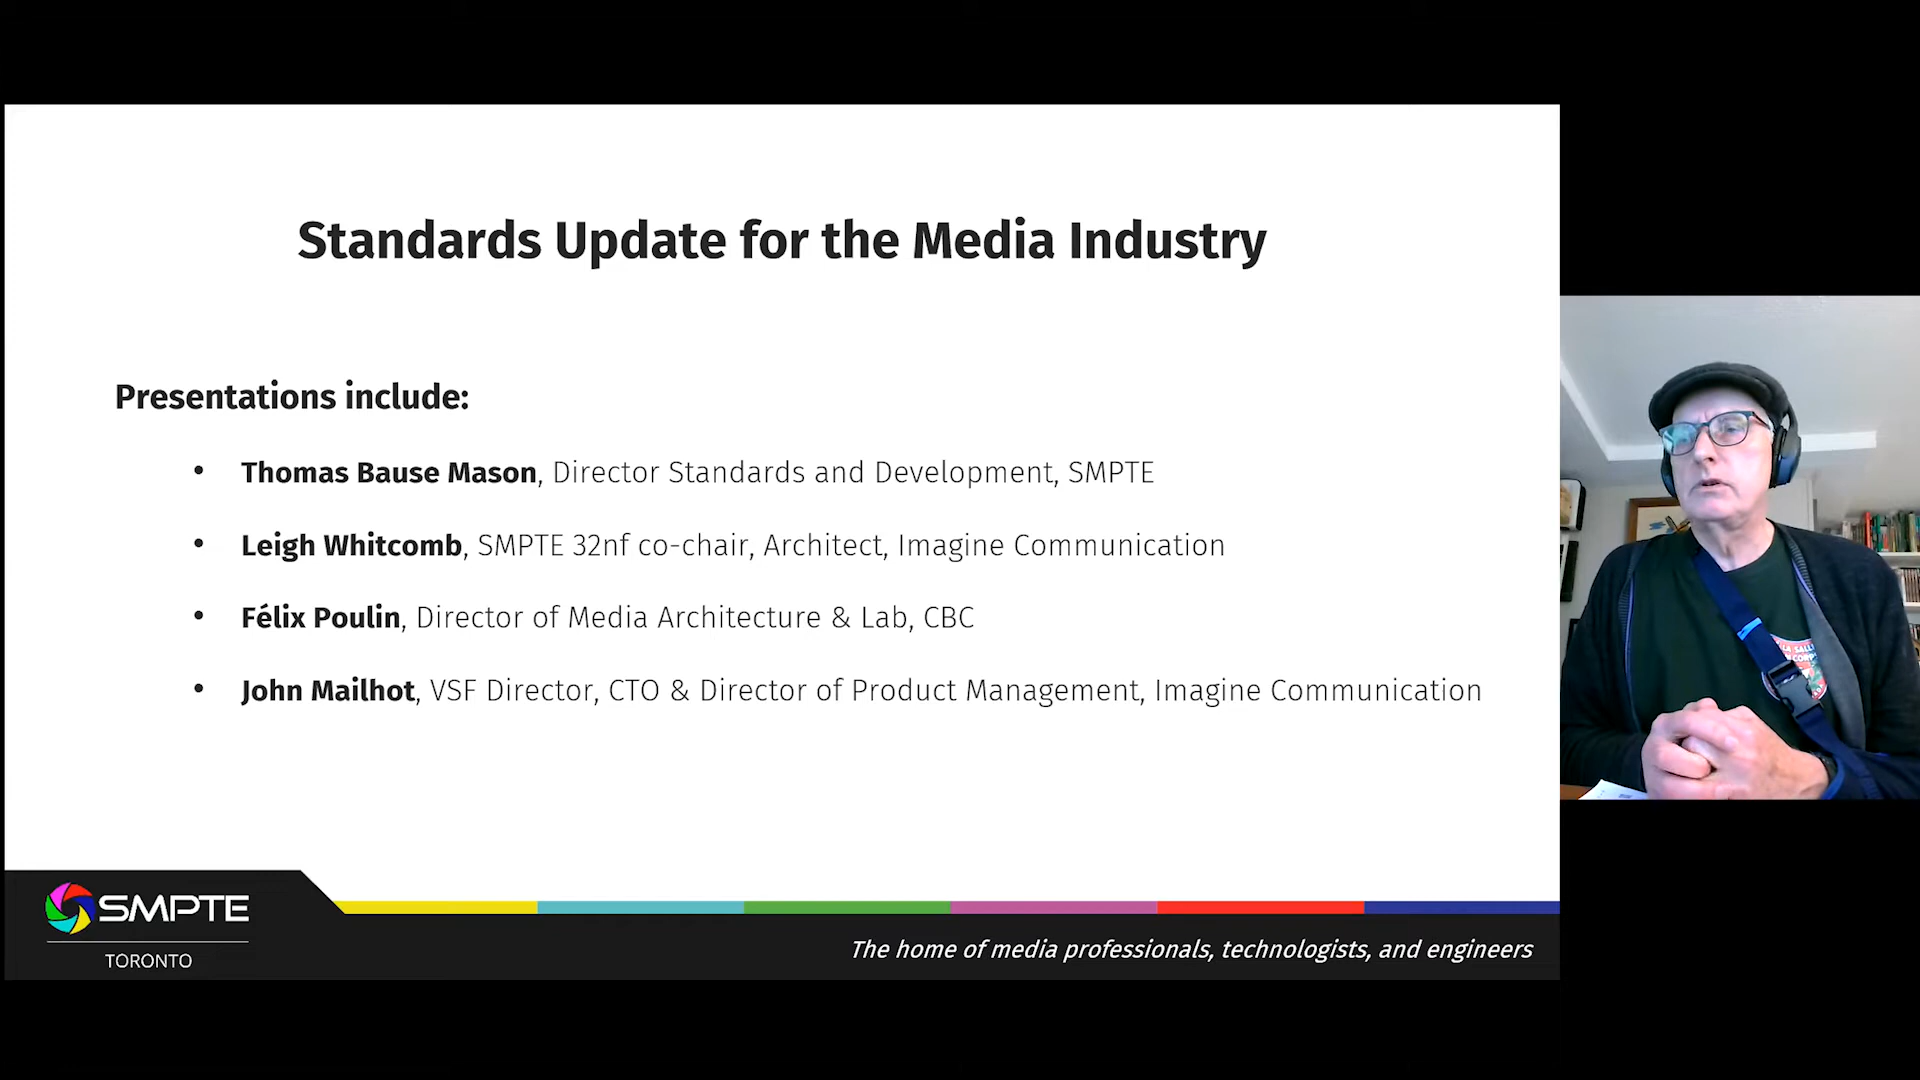 Standards Update for the Media Industry
Presentations include:
• Thomas Bause Mason, Director Standards and Development, SMPTE
• Leigh Whitcomb, SMPTE 32nf co-chair, Architect, Imagine Communication
• Félix Poulin, Director of Media Architecture & Lab, CBC
• John Mailhot, VSF Director, CTO & Director of Product Management, Imagine Communication
SMPTE
TORONTO
The home of media professionals, technologists, and engineers